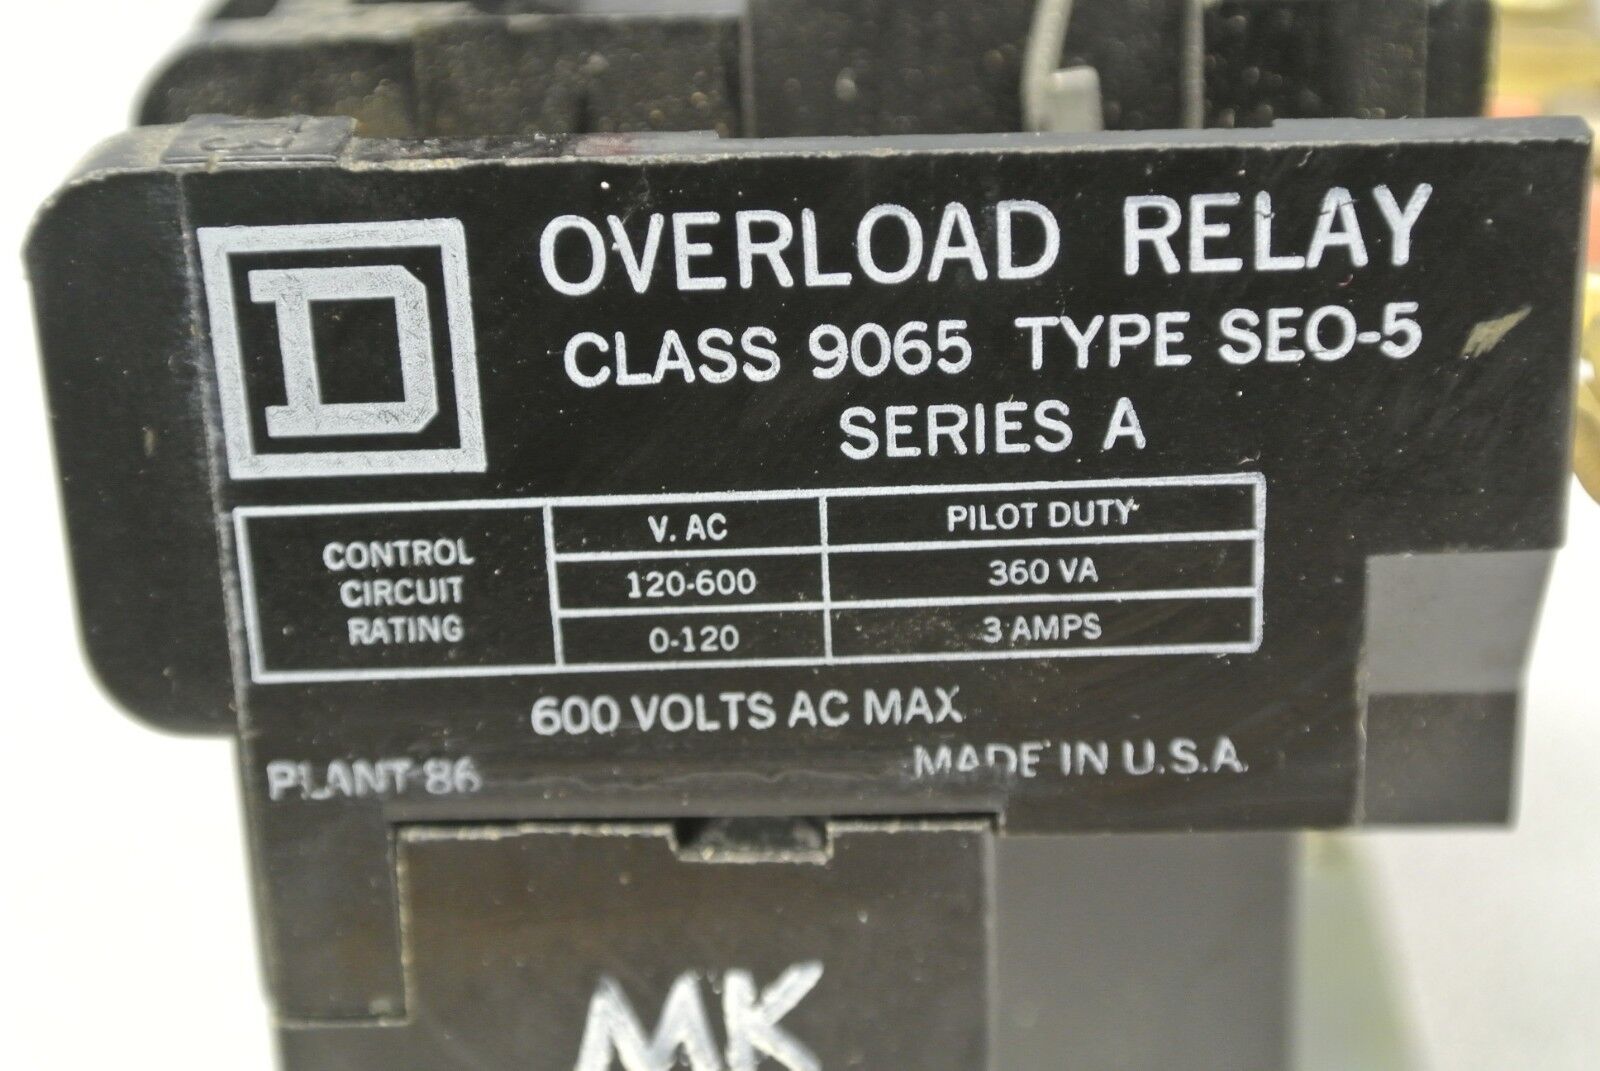 D
OVERLOAD RELAY
CLASS 9065 TYPE SEO-5
SERIES A
CONTROL
CIRCUIT
RATING
V. AC
PILOT DUTY
120-600
360 VA
0-120
3 AMPS
600 VOLTS AC MAX
PLANT 86
MADE IN U.S.A.
MK